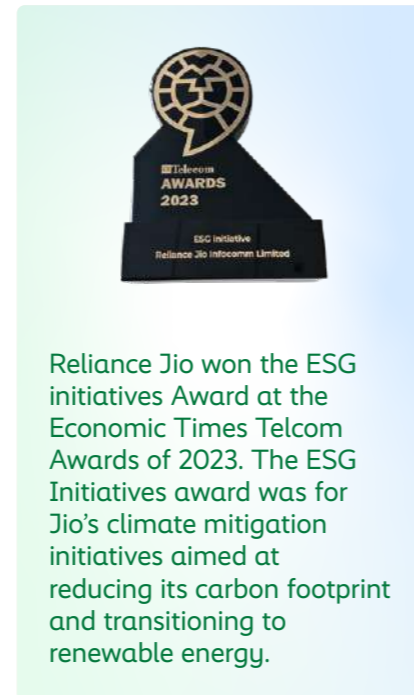 ET Telecom
AWARDS
2023
ESG Initiative
Reliance Jio Infocomm Limited
Reliance Jio won the ESG
initiatives Award at the
Economic Times Telcom
Awards of 2023. The ESG
Initiatives award was for
Jio's climate mitigation
initiatives aimed at
reducing its carbon footprint
and transitioning to
renewable energy.